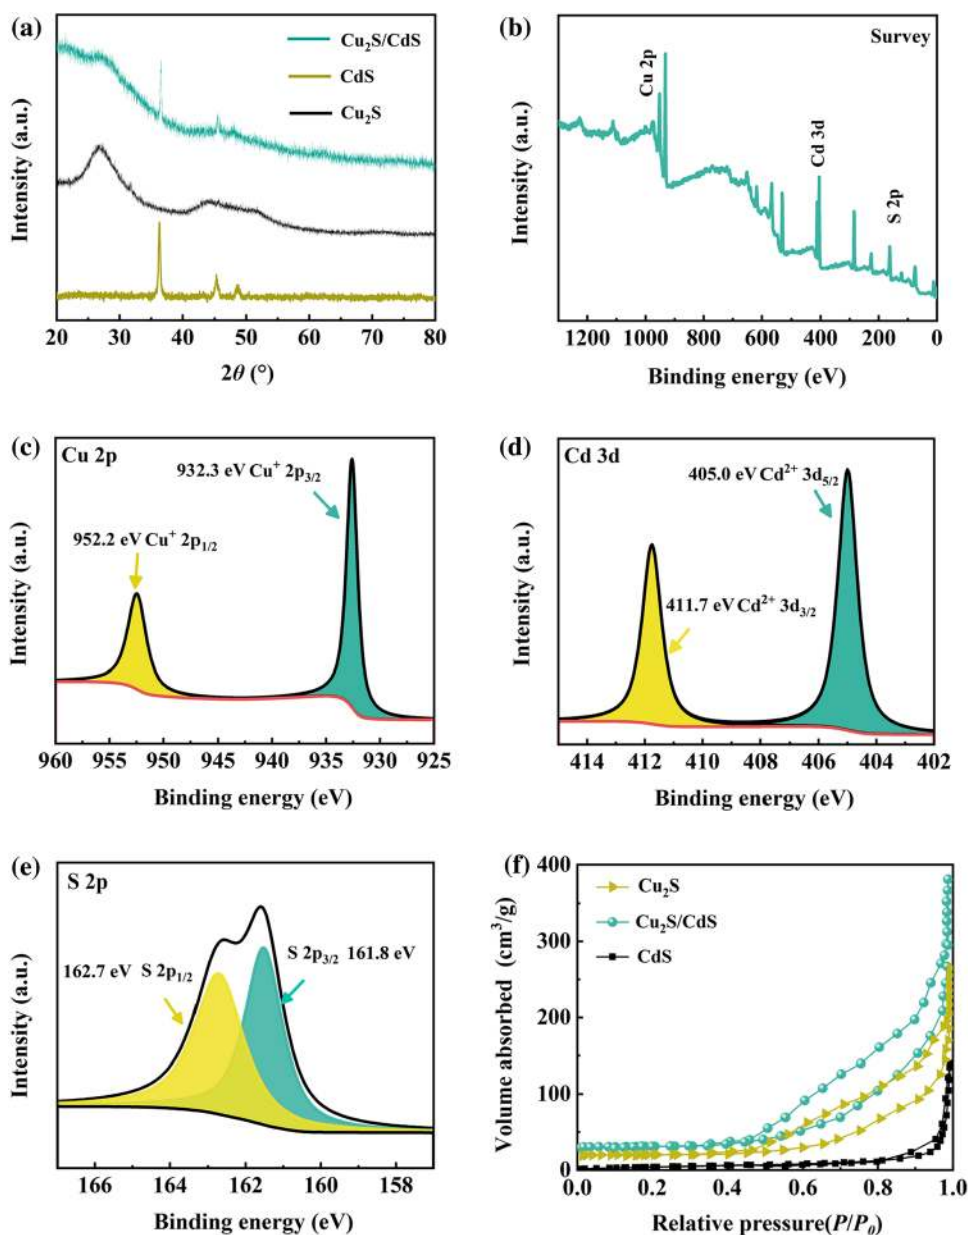 (a)
Cu₂S/CdS
CdS
Cu₂S
Intensity (a.u.)
20 30 40 50 60 70 80
2θ (°)
(b)
Survey
Cu 2p
Cd 3d
S 2p
Intensity (a.u.)
1200 1000 800 600 400 200 0
Binding energy (eV)
(c)
Cu 2p
932.3 eV Cu⁺ 2p₃/₂
952.2 eV Cu⁺ 2p₁/₂
Intensity (a.u.)
960 955 950 945 940 935 930 925
Binding energy (eV)
(d)
Cd 3d
405.0 eV Cd²⁺ 3d₅/₂
411.7 eV Cd²⁺ 3d₃/₂
Intensity (a.u.)
414 412 410 408 406 404 402
Binding energy (eV)
(e)
S 2p
162.7 eV S 2p₁/₂
S 2p₃/₂ 161.8 eV
Intensity (a.u.)
166 164 162 160 158
Binding energy (eV)
(f)
Cu₂S
Cu₂S/CdS
CdS
Volume absorbed (cm³/g)
400
300
200
100
0
0.0 0.2 0.4 0.6 0.8 1.0
Relative pressure(P/P₀)